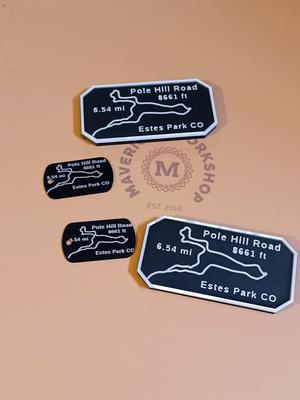 Pole Hill Road
8661 ft
6.54 mi
Estes Park CO
Pole Hill Road
8661 ft
6.54 mi
Estes Park CO
MAVERI
RKSHOP
M
EST. 2018
Pole Hill Road
8661 ft
6.54 mi
Estes Park CO
Pole Hill Road
8661 ft
6.54 mi
Estes Park CO